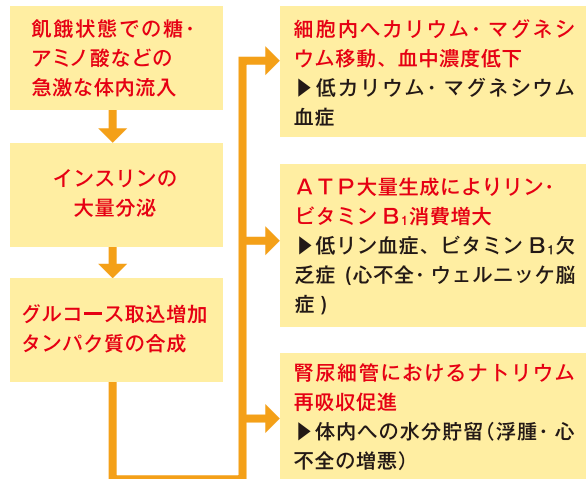 飢餓状態での糖・
アミノ酸などの
急激な体内流入
インスリンの
大量分泌
グルコース取込増加
タンパク質の合成
細胞内へカリウム・マグネシ
ウム移動、血中濃度低下
▶低カリウム・マグネシウム
血症
ＡＴＰ大量生成によりリン・
ビタミンB₁消費増大
▶低リン血症、ビタミンB₁欠
乏症(心不全・ウェルニッケ脳
症)
腎尿細管におけるナトリウム
再吸収促進
▶体内への水分貯留(浮腫・心
不全の増悪)